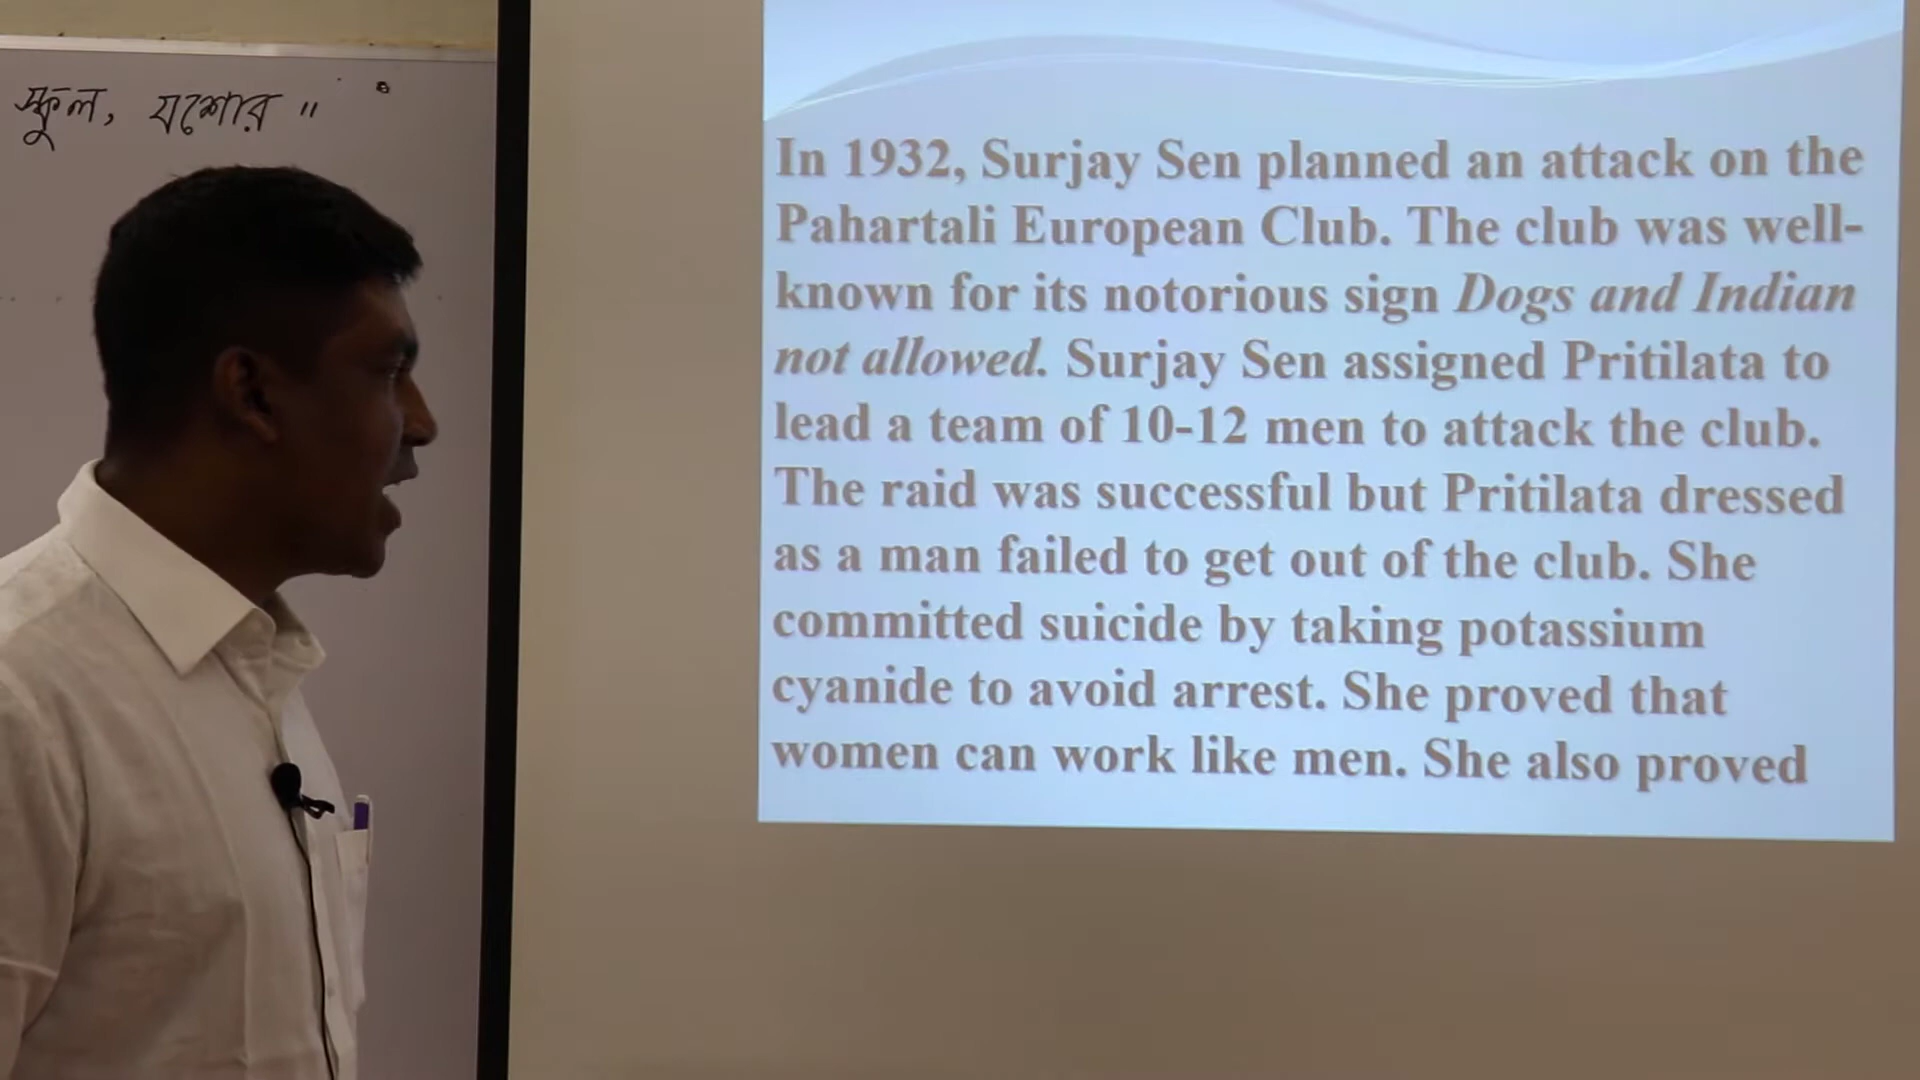 স্কুল, যশোর "
In 1932, Surjay Sen planned an attack on the
Pahartali European Club. The club was well-
known for its notorious sign Dogs and Indian
not allowed. Surjay Sen assigned Pritilata to
lead a team of 10-12 men to attack the club.
The raid was successful but Pritilata dressed
as a man failed to get out of the club. She
committed suicide by taking potassium
cyanide to avoid arrest. She proved that
women can work like men. She also proved